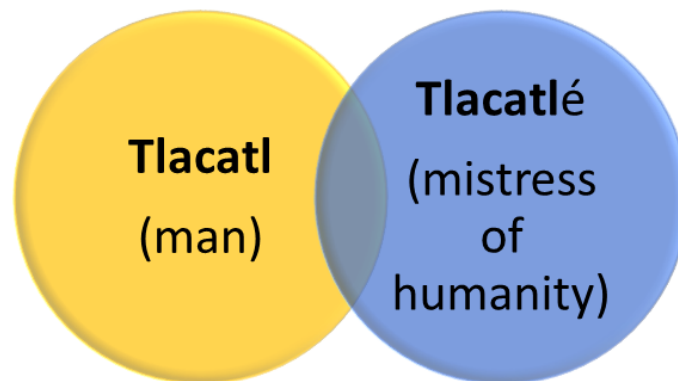 Tlacatl
(man)
Tlacatlé
(mistress
of
humanity)